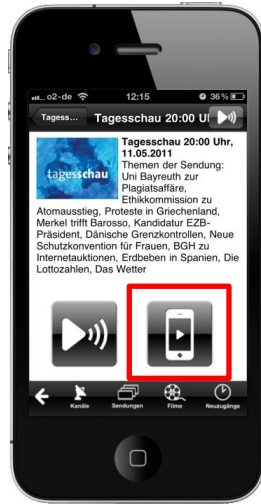 o2-de 12:15 36%
Tagess... Tagesschau 20:00 U
tagesschau
Tagesschau 20:00 Uhr,
11.05.2011
Themen der Sendung:
Uni Bayreuth zur
Plagiatsaffäre,
Ethikkommission zu
Atomausstieg, Proteste in Griechenland,
Merkel trifft Barosso, Kandidatur EZB-
Präsident, Dänische Grenzkontrollen, Neue
Schutzkonvention für Frauen, BGH zu
Internetauktionen, Erdbeben in Spanien, Die
Lottozahlen, Das Wetter
Kanäle Sendungen Filme Neuzugänge